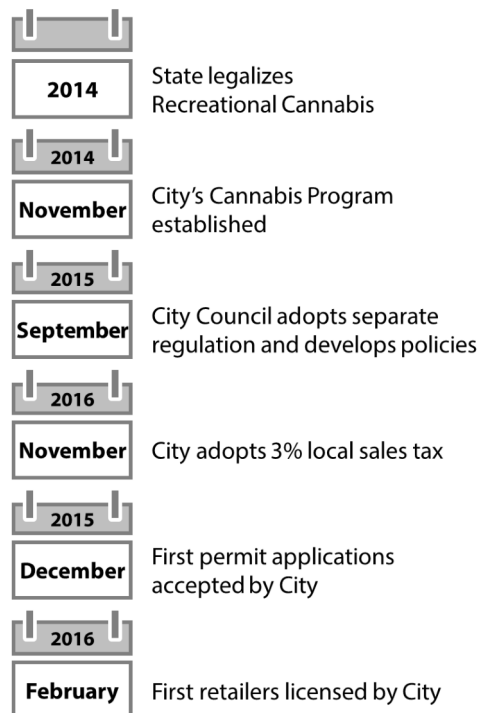 2014
State legalizes
Recreational Cannabis
2014
November
City’s Cannabis Program
established
2015
September
City Council adopts separate
regulation and develops policies
2016
November
City adopts 3% local sales tax
2015
December
First permit applications
accepted by City
2016
February
First retailers licensed by City